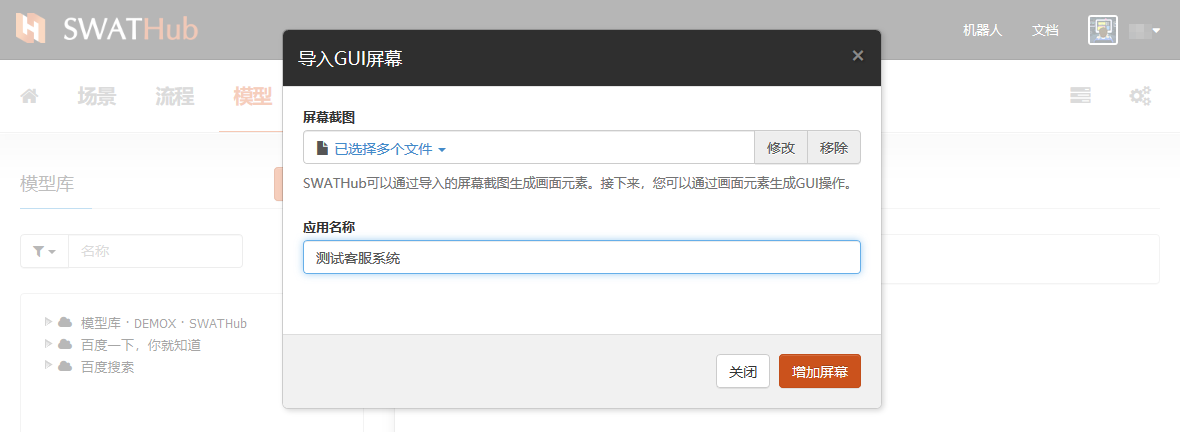 SWATHub
机器人
文档
场景
流程
模型
模型库
名称
模型库・DEMOX・SWATHub
百度一下，你就知道
百度搜索
导入GUI屏幕
×
屏幕截图
已选择多个文件
修改
移除
SWATHub可以通过导入的屏幕截图生成画面元素。接下来，您可以通过画面元素生成GUI操作。
应用名称
测试客服系统
关闭
增加屏幕